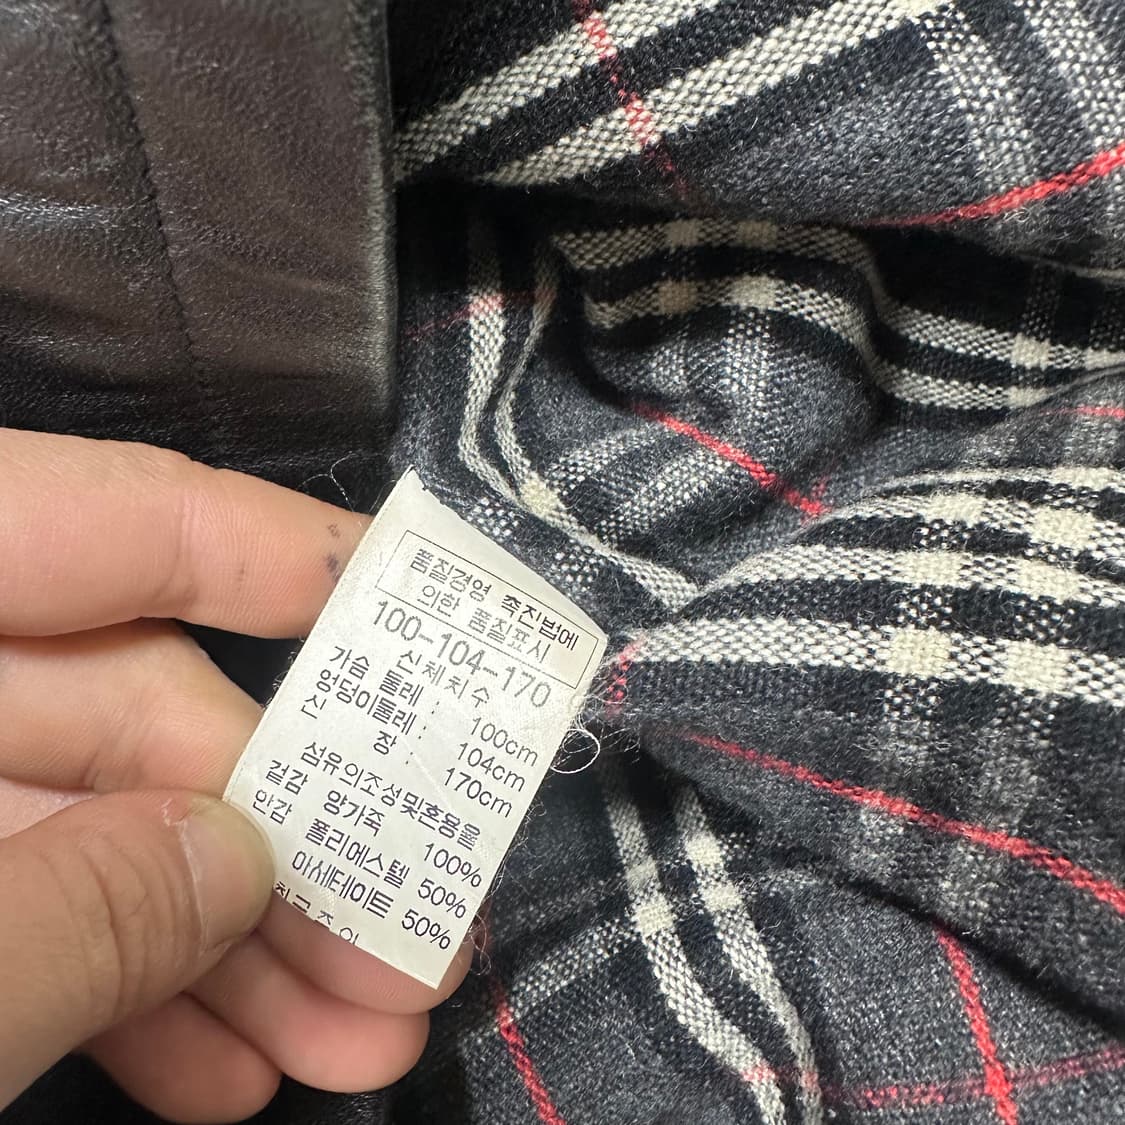 품질경영 촉진법에
의한 품질표시
100-104-170
신체치수
가슴 둘레 : 100cm
엉덩이둘레 : 104cm
신 장 170cm
섬유의조성및혼용율
겉감 양가죽 100%
안감 폴리에스텔 50%
아세테이트 50%